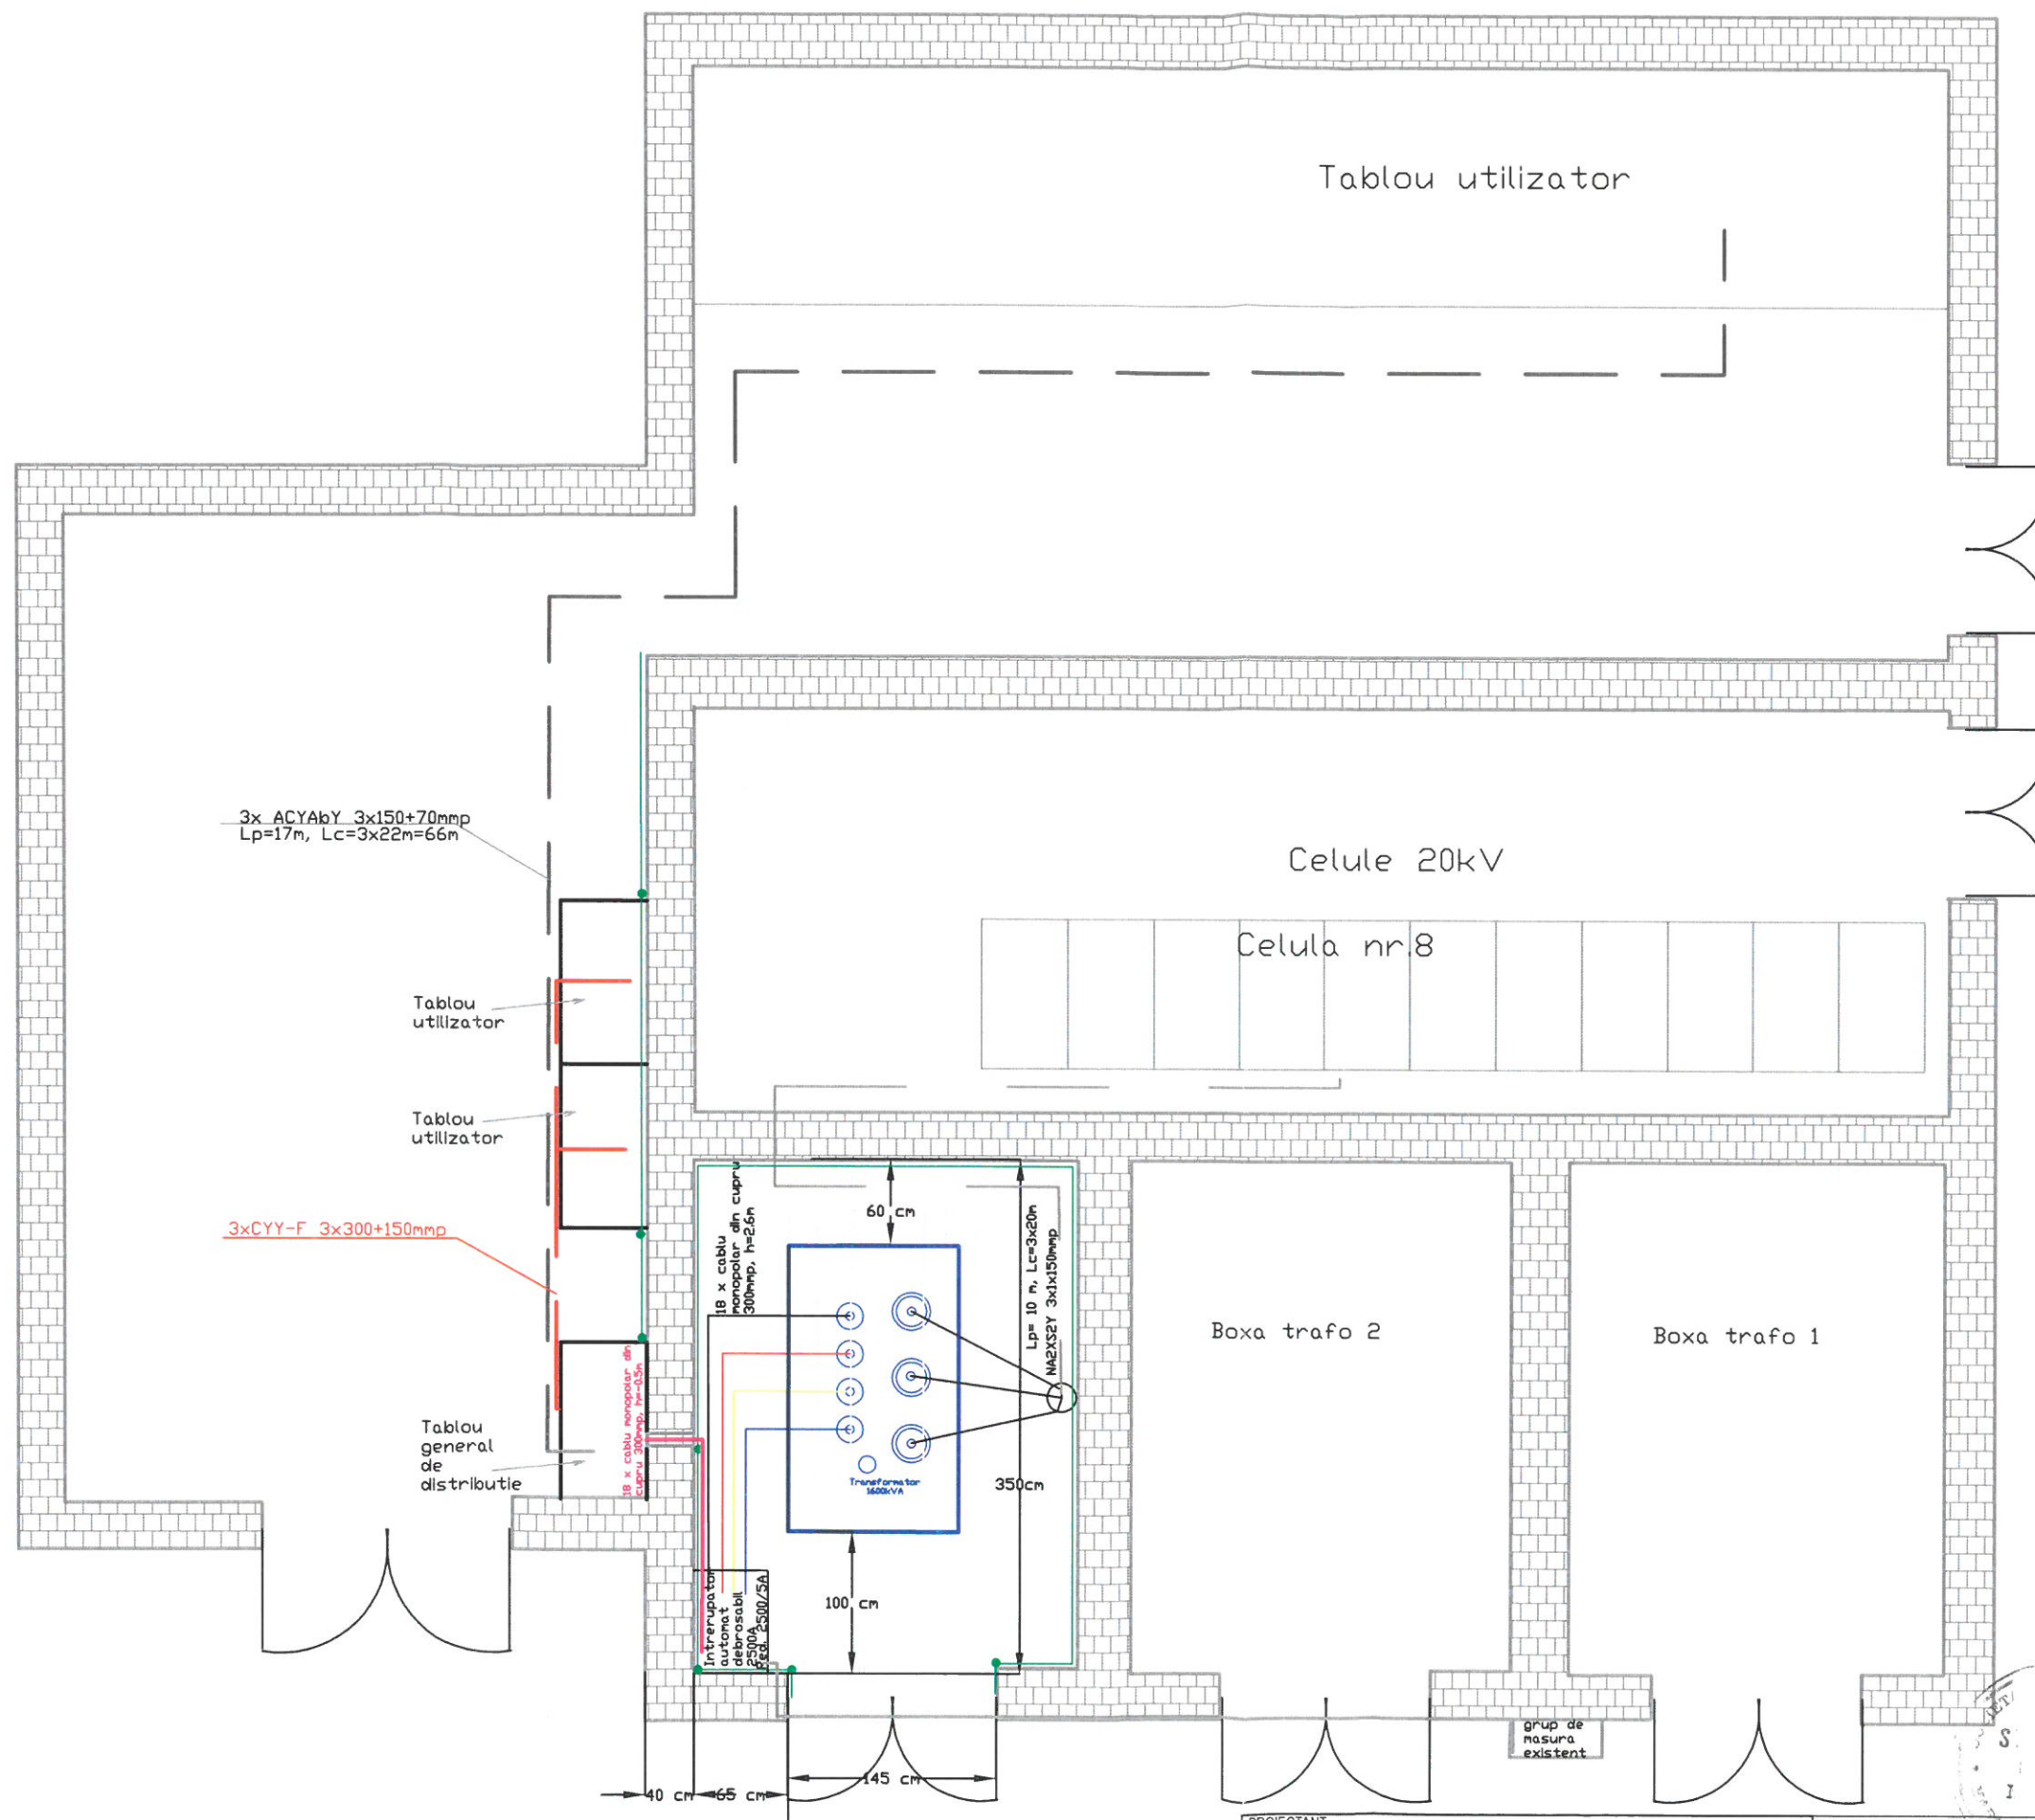 Tablou utilizator
3x ACYAbY 3x150+70mmp
Lp=17m, Lc=3x22m=66m
Celule 20kV
Celula nr.8
Tablou
utilizator
Tablou
utilizator
3xCYY-F 3x300+150mmp
18 x cablu
monopolar din cupru
300mmp, h=2.6m
60 cm
Lp= 10 m, Lc=3x20m
NA2XS2Y 3x1x150mmp
Boxa trafo 2
Boxa trafo 1
18 x cablu monopolar din
cupru 300mmp, h=-0.5m
Tablou
general
de
distributie
Transformator
1600kVA
350cm
100 cm
Intrerupator
automat
debrosabil
2500A
Red. 2500/5A
grup de
masura
existent
40 cm
65 cm
145 cm
PROIECTANT